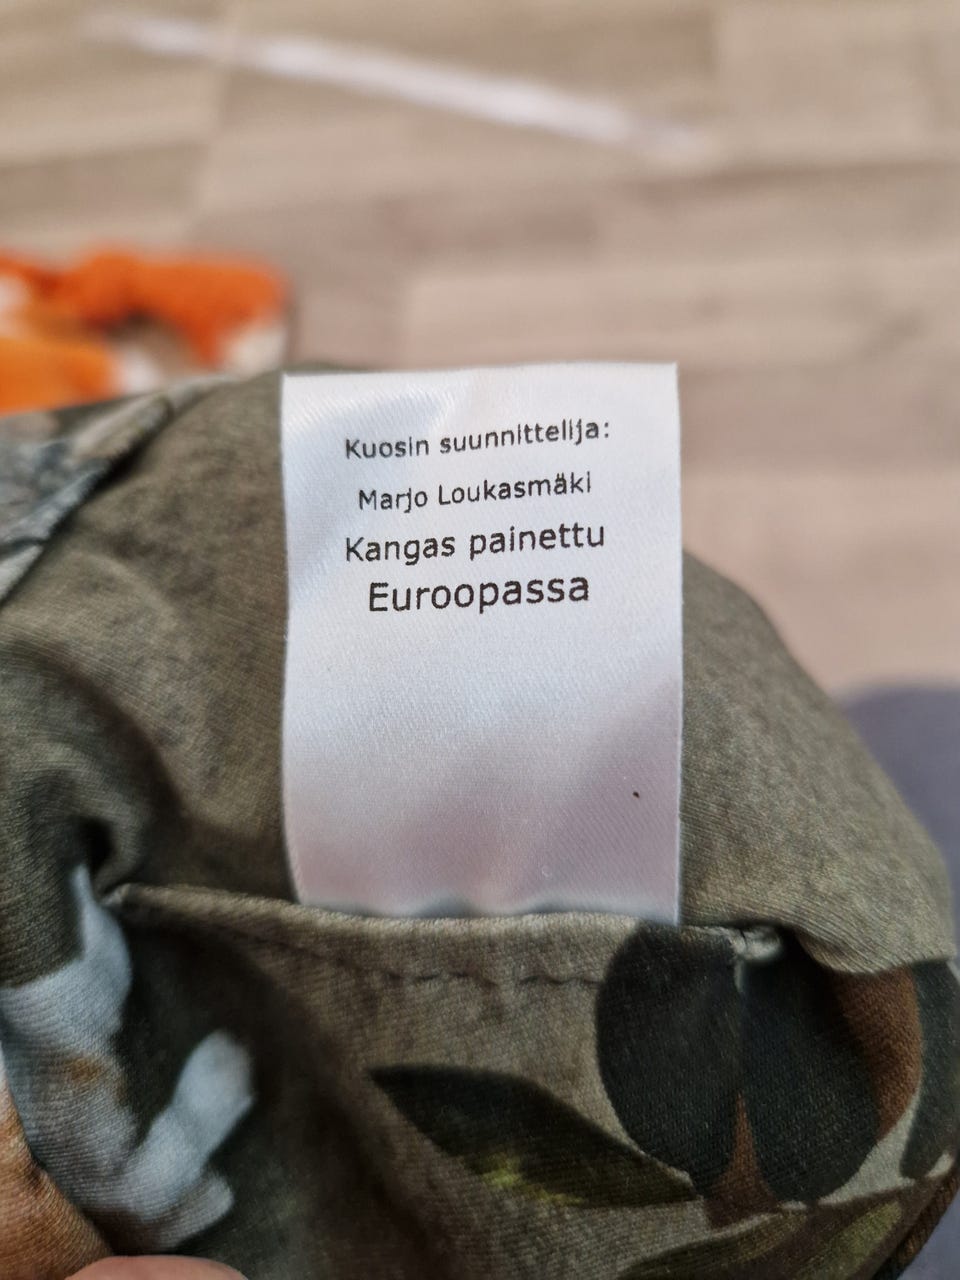 Kuosin suunnittelija:
Marjo Loukasmäki
Kangas painettu
Euroopassa